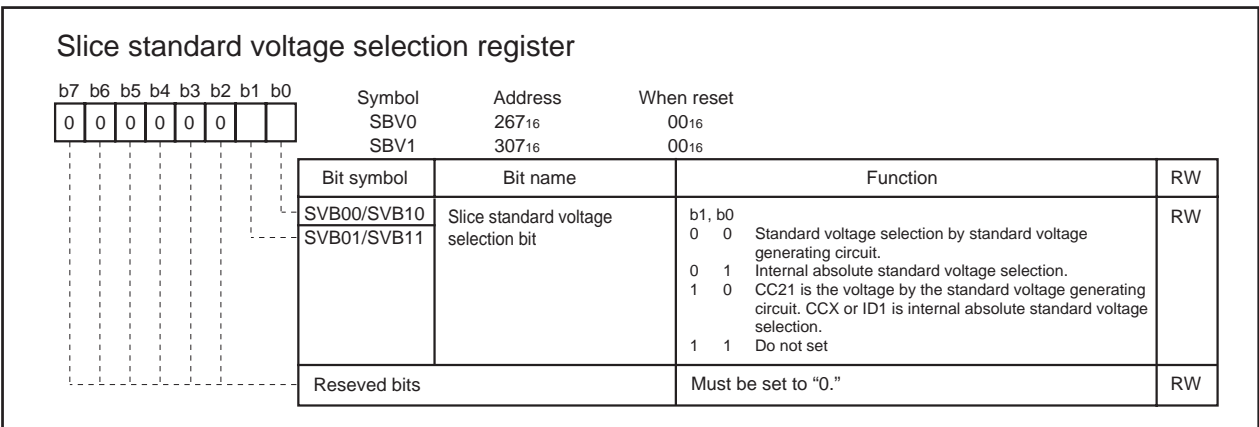 Slice standard voltage selection register
b7 b6 b5 b4 b3 b2 b1 b0
Symbol Address When reset
0 0 0 0 0 0 SBV0 26716 0016
SBV1 30716 0016
Bit symbol Bit name Function RW
SVB00/SVB10 Slice standard voltage b1, b0 RW
SVB01/SVB11 selection bit 0 0 Standard voltage selection by standard voltage
generating circuit.
0 1 Internal absolute standard voltage selection.
1 0 CC21 is the voltage by the standard voltage generating
circuit. CCX or ID1 is internal absolute standard voltage
selection.
1 1 Do not set
Reseved bits Must be set to “0.” RW